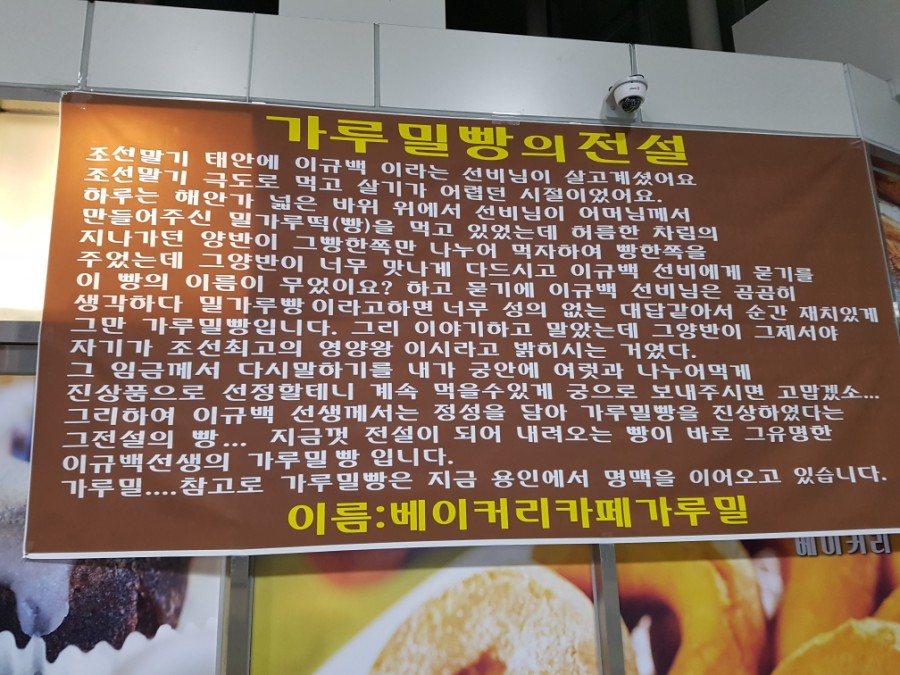 가루밀빵의전설
조선말기 태안에 이규백 이라는 선비님이 살고계셨어요
조선말기 극도로 먹고 살기가 어렵던 시절이었어요.
하루는 해안가 넓은 바위 위에서 선비님이 어머님께서
만들어주신 밀가루떡(빵)을 먹고 있었는데 허름한 차림의
지나가던 양반이 그빵한쪽만 나누어 먹자하여 빵한쪽을
주었는데 그양반이 너무 맛나게 다드시고 이규백 선비에게 묻기를
이 빵의 이름이 무었이요? 하고 묻기에 이규백 선비님은 곰곰히
생각하다 밀가루빵이라고하면 너무 성의 없는 대답같아서 순간 재치있게
그만 가루밀빵입니다. 그리 이야기하고 말았는데 그양반이 그제서야
자기가 조선최고의 영양왕 이시라고 밝히시는 거였다.
그 임금께서 다시말하기를 내가 궁안에 여럿과 나누어먹게
진상품으로 선정할테니 계속 먹을수있게 궁으로 보내주시면 고맙겠소...
그리하여 이규백 선생께서는 정성을 담아 가루밀빵을 진상하였다는
그전설의 빵... 지금껏 전설이 되어 내려오는 빵이 바로 그유명한
이규백선생의 가루밀빵 입니다.
가루밀....참고로 가루밀빵은 지금 용인에서 명맥을 이어오고 있습니다.
이름:베이커리카페가루밀
베이커리